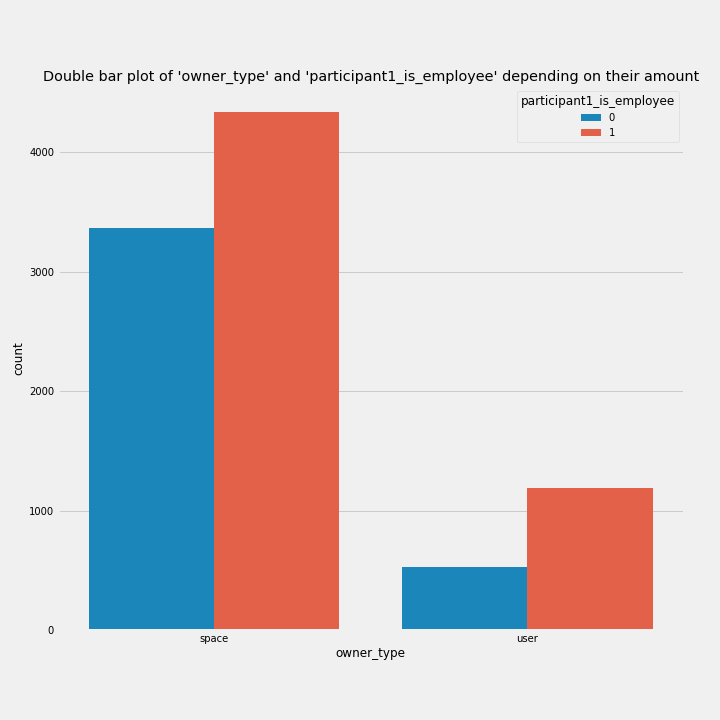 Double bar plot of 'owner_type' and 'participant1_is_employee' depending on their amount
participant1_is_employee
0
1
4000
3000
2000
1000
0
count
space
user
owner_type